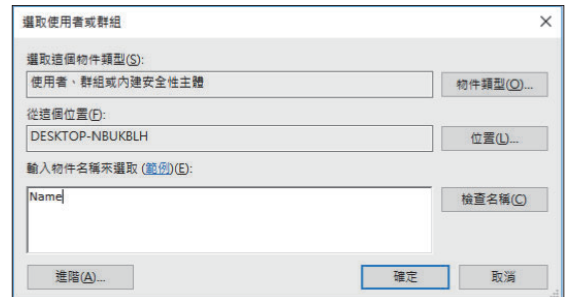 選取使用者或群組
選取這個物件類型(S):
使用者、群組或內建安全性主體
物件類型(O)...
從這個位置(F):
DESKTOP-NBUKBLH
位置(L)...
輸入物件名稱來選取 (範例)(E):
Name
檢查名稱(C)
進階(A)...
確定
取消